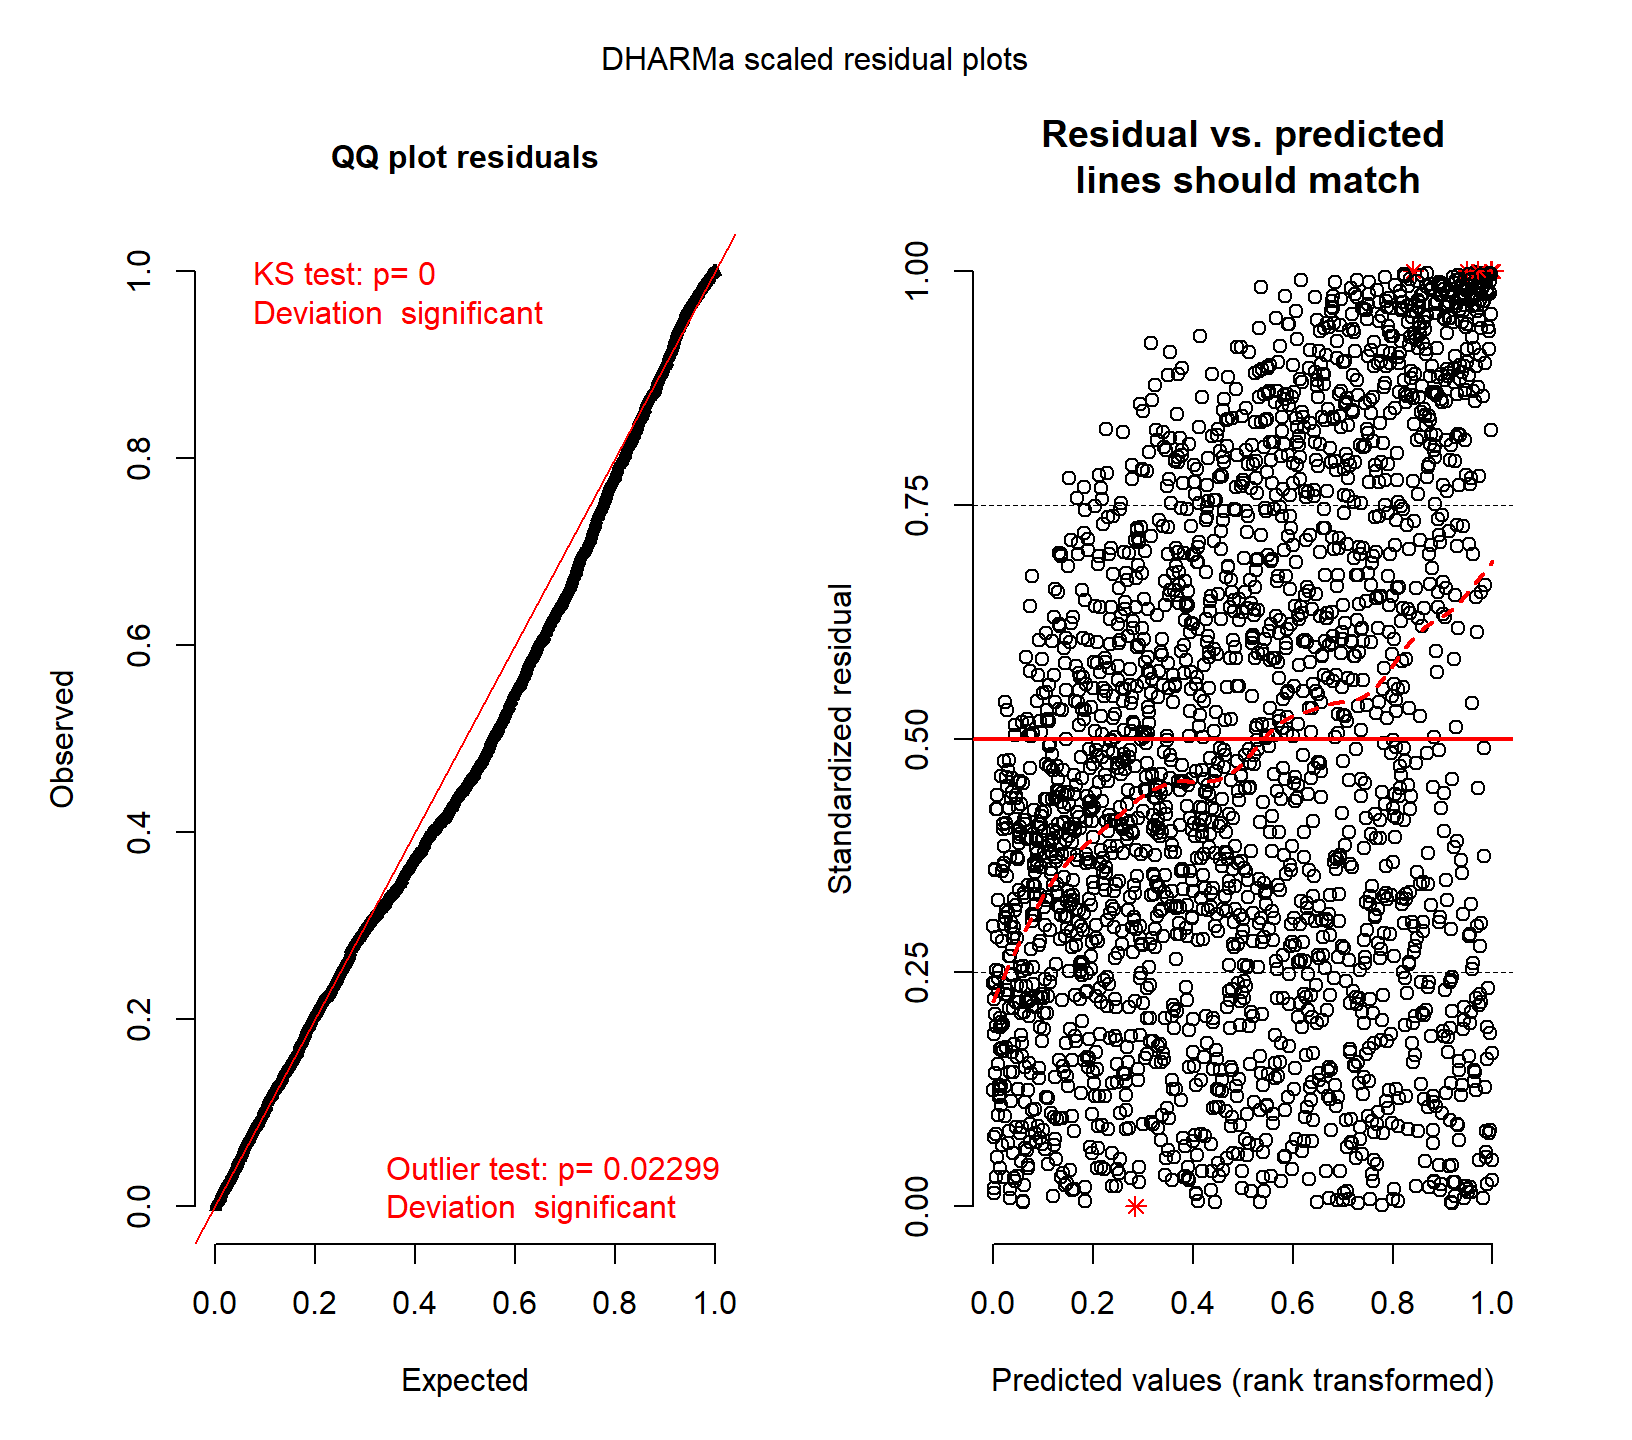 DHARMa scaled residual plots
QQ plot residuals
KS test: p= 0
Deviation  significant
Outlier test: p= 0.02299
Deviation  significant
Observed
1.0
0.8
0.6
0.4
0.2
0.0
0.0 0.2 0.4 0.6 0.8 1.0
Expected
Residual vs. predicted
lines should match
Standardized residual
1.00
0.75
0.50
0.25
0.00
0.0 0.2 0.4 0.6 0.8 1.0
Predicted values (rank transformed)